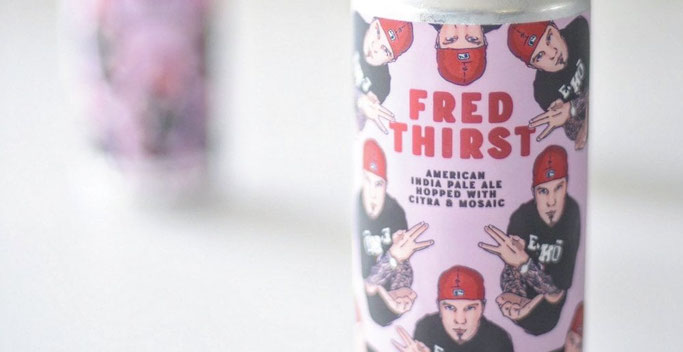 FRED
THIRST
AMERICAN
INDIA PALE ALE
HOPPED WITH
CITRA & MOSAIC